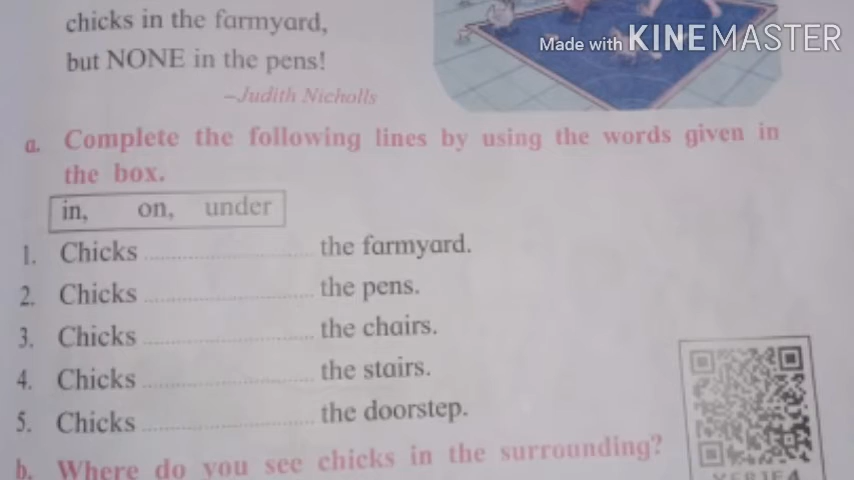 chicks in the farmyard,
but NONE in the pens!
–Judith Nicholls
Made with KINEMASTER
a. Complete the following lines by using the words given in
the box.
in, on, under
1. Chicks ........................ the farmyard.
2. Chicks ........................ the pens.
3. Chicks ........................ the chairs.
4. Chicks ........................ the stairs.
5. Chicks ........................ the doorstep.
b. Where do you see chicks in the surrounding?